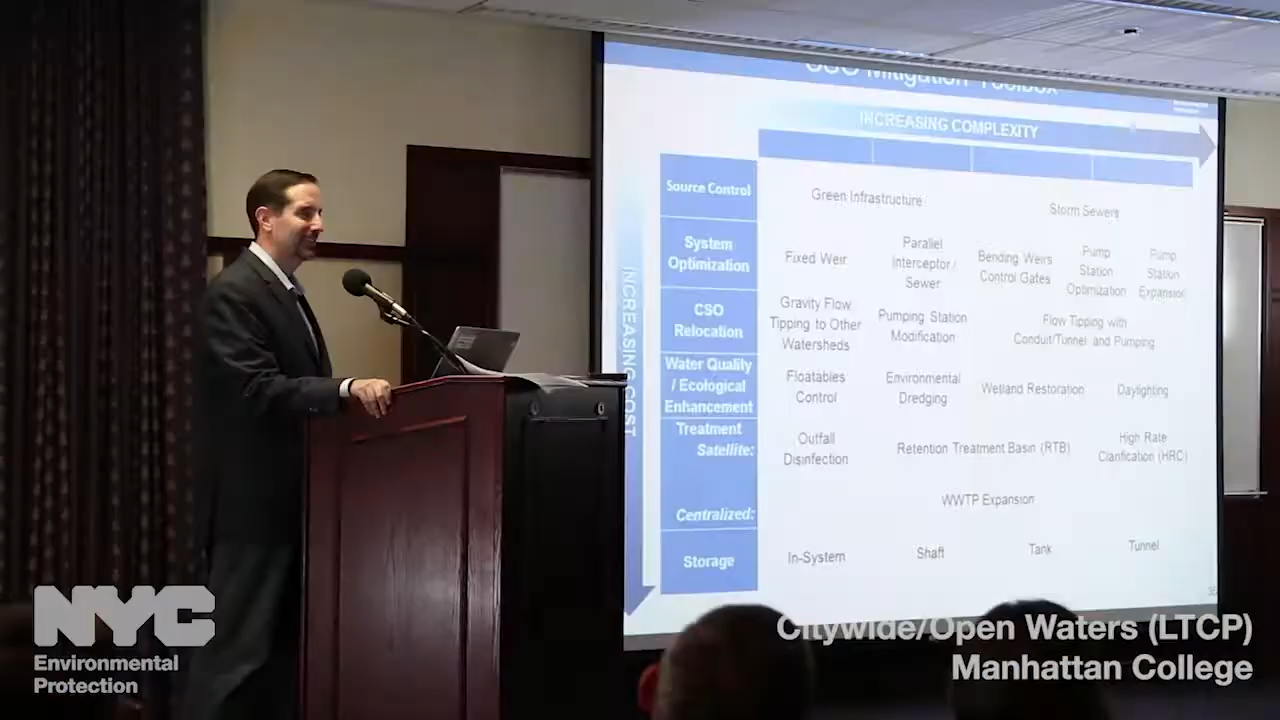 CSO Mitigation Toolbox
INCREASING COMPLEXITY
INCREASING COST
Source Control
Green Infrastructure
Storm Sewers
System
Optimization
Fixed Weir
Parallel
Interceptor /
Sewer
Bending Weirs
Control Gates
Pump
Station
Optimization
Pump
Station
Expansion
CSO
Relocation
Gravity Flow
Tipping to Other
Watersheds
Pumping Station
Modification
Flow Tipping with
Conduit/Tunnel and Pumping
Water Quality
/ Ecological
Enhancement
Floatables
Control
Environmental
Dredging
Wetland Restoration
Daylighting
Treatment
Satellite:
Outfall
Disinfection
Retention Treatment Basin (RTB)
High Rate
Clarification (HRC)
Centralized:
WWTP Expansion
Storage
In-System
Shaft
Tank
Tunnel
NYC
Environmental
Protection
Citywide/Open Waters (LTCP)
Manhattan College